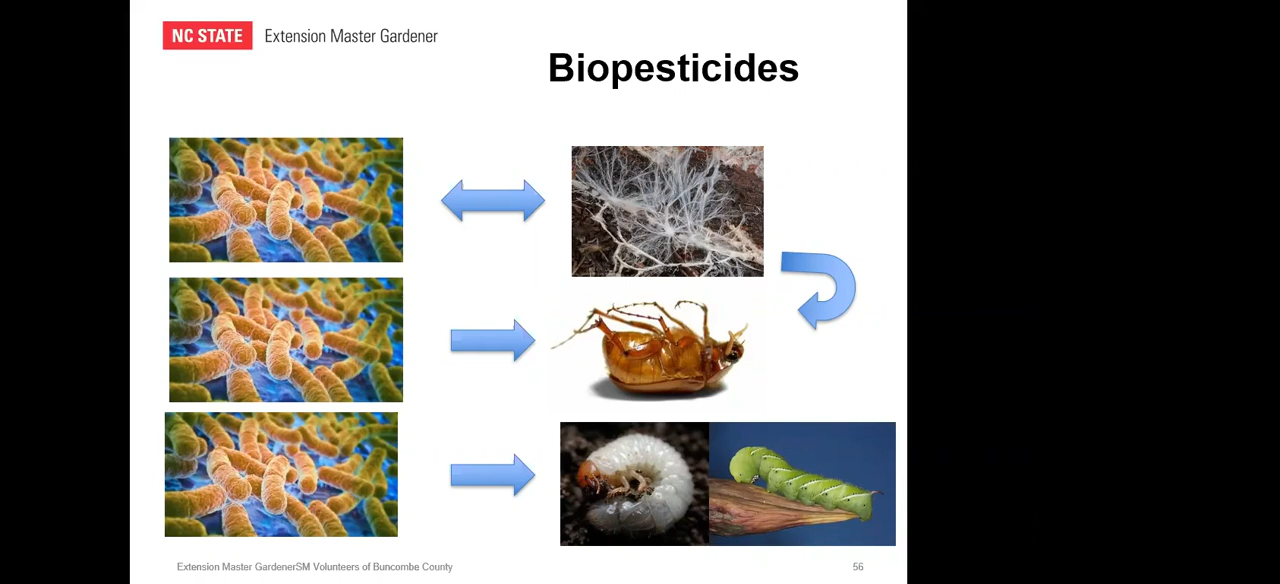 NC STATE Extension Master Gardener
Biopesticides
Extension Master GardenerSM Volunteers of Buncombe County 56